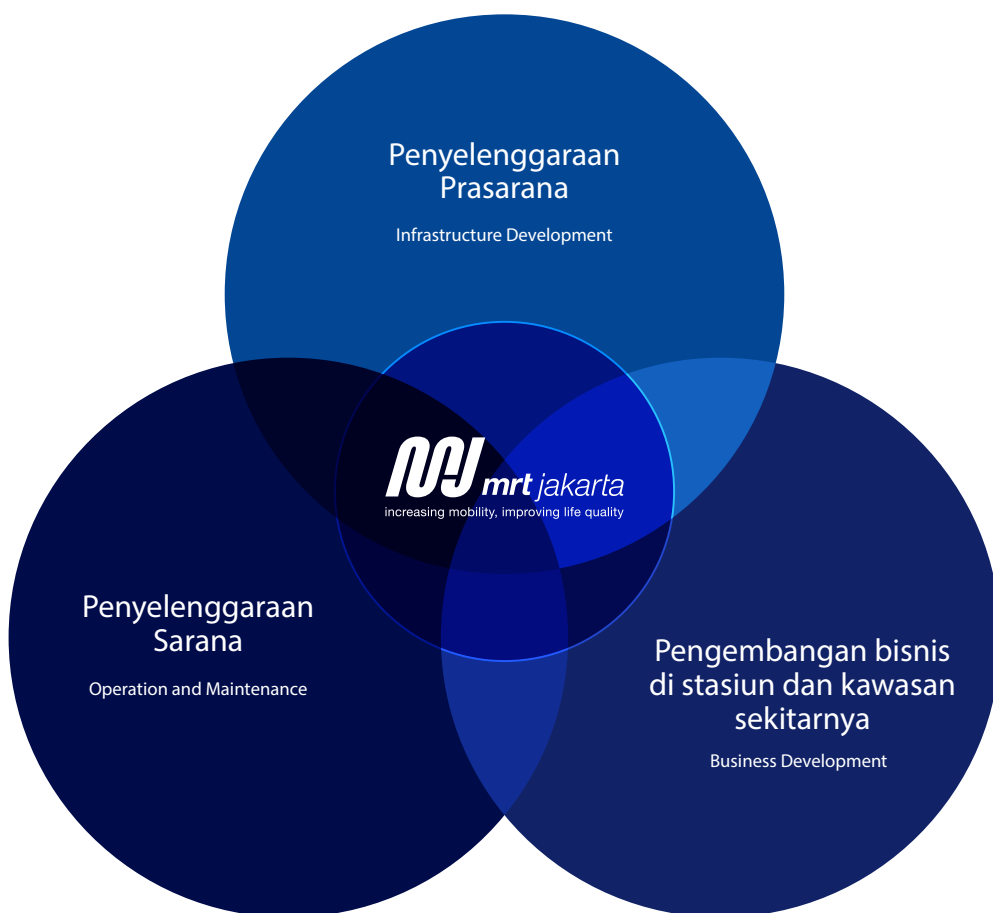 Penyelenggaraan
Prasarana
Infrastructure Development
mrt jakarta
increasing mobility, improving life quality
Penyelenggaraan
Sarana
Operation and Maintenance
Pengembangan bisnis
di stasiun dan kawasan
sekitarnya
Business Development